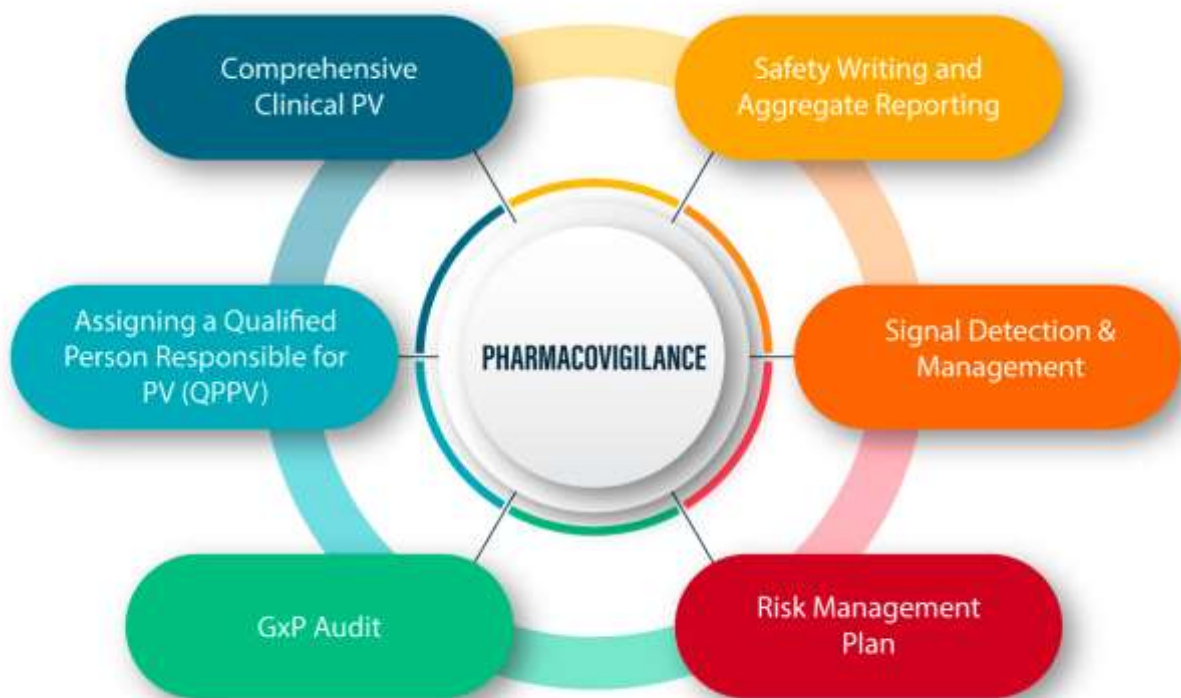 Comprehensive
Clinical PV
Safety Writing and
Aggregate Reporting
Assigning a Qualified
Person Responsible for
PV (QPPV)
PHARMACOVIGILANCE
Signal Detection &
Management
GxP Audit
Risk Management
Plan